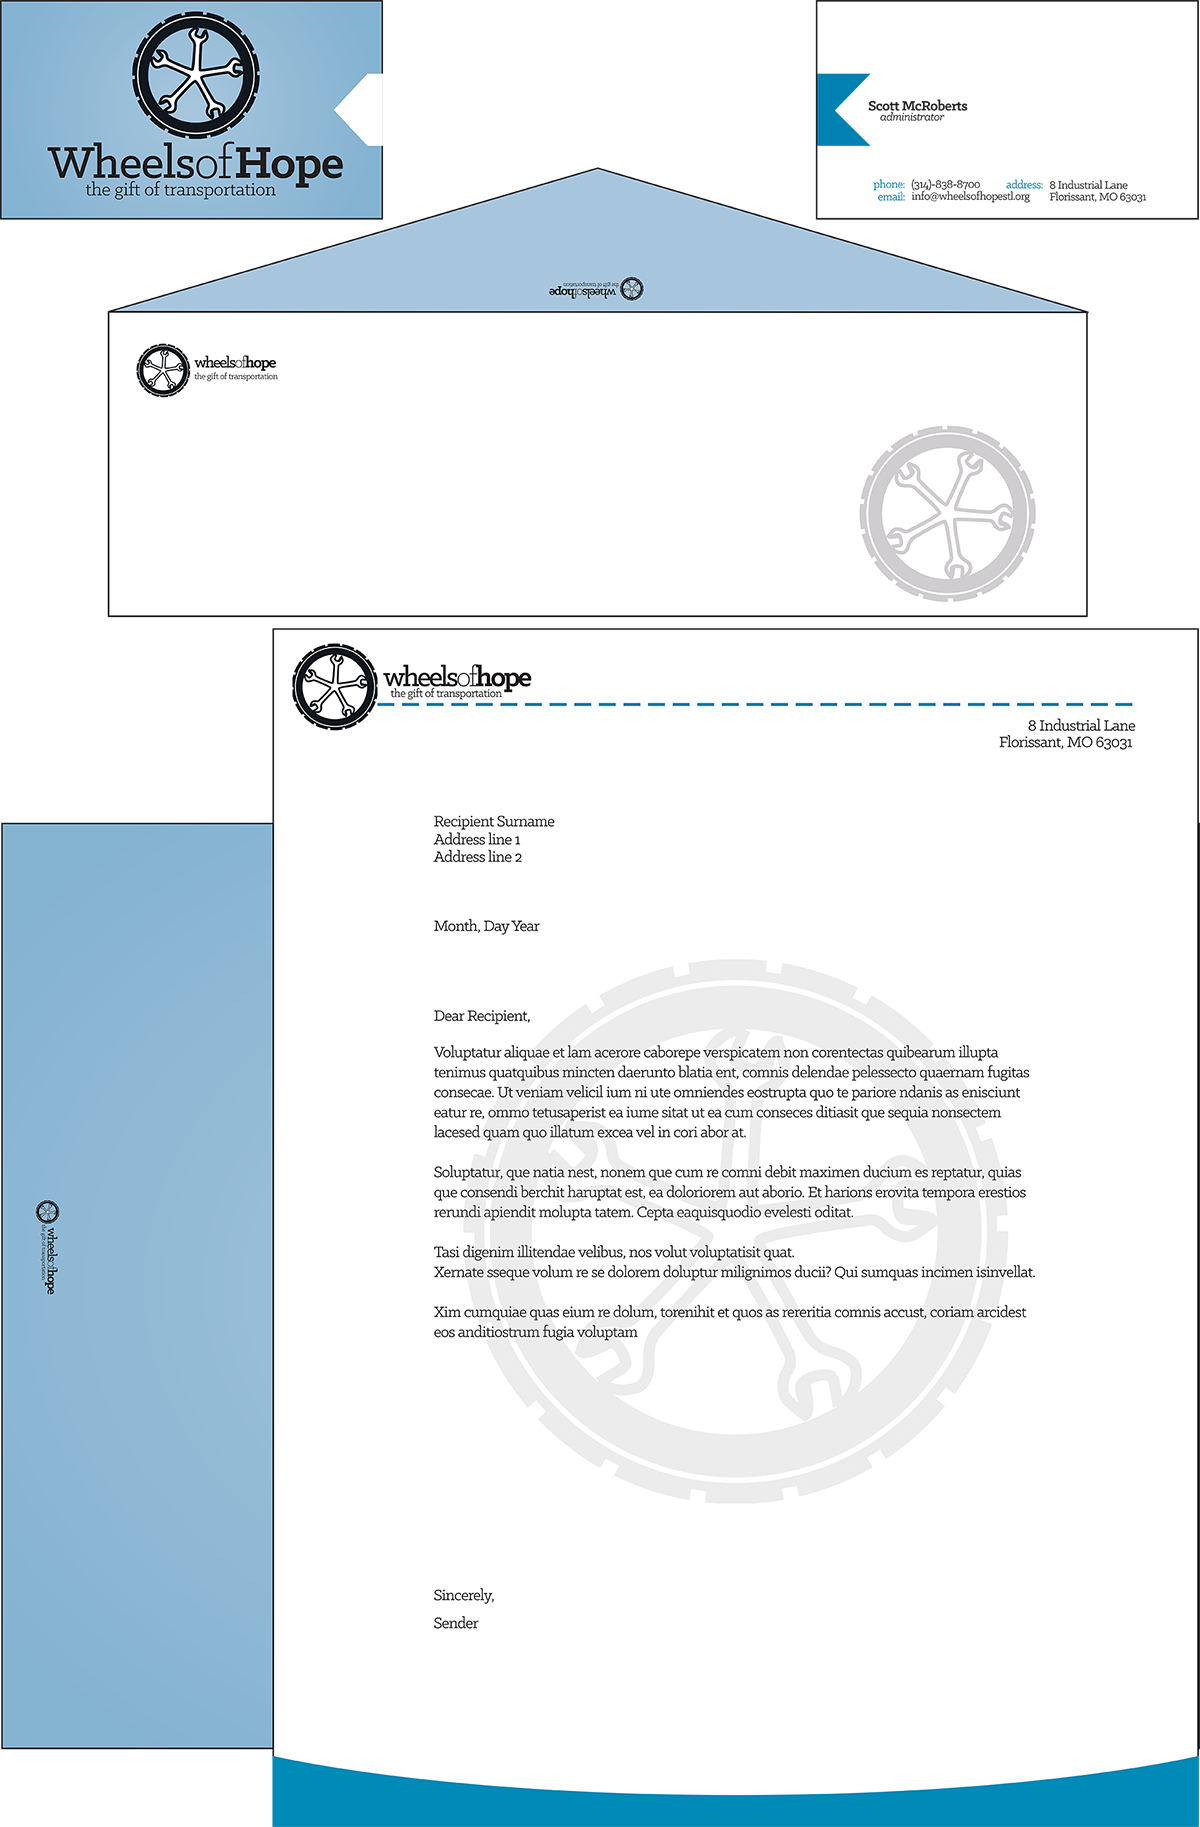 WheelsofHope
the gift of transportation
Scott McRoberts
administrator
phone: (314)-838-8700 address: 8 Industrial Lane
email: info@wheelsofhopestl.org Florissant, MO 63031
wheelsofhope
the gift of transportation
wheelsofhope
the gift of transportation
wheelsofhope
the gift of transportation
8 Industrial Lane
Florissant, MO 63031
Recipient Surname
Address line 1
Address line 2
Month, Day Year
Dear Recipient,
Voluptatur aliquae et lam acerore caborepe verspicatem non corentectas quibearum illupta
tenimus quatquibus mincten daerunto blatia ent, comnis delendae pelessecto quaernam fugitas
consecae. Ut veniam velicil ium ni ute omniendes eostrupta quo te pariore ndanis as enisciunt
eatur re, ommo tetusaperist ea iume sitat ut ea cum conseces ditiasit que sequia nonsectem
lacesed quam quo illatum excea vel in cori abor at.
Soluptatur, que natia nest, nonem que cum re comni debit maximen ducium es reptatur, quias
que consendi berchit haruptat est, ea doloriorem aut aborio. Et harions erovita tempora erestios
rerundi apiendit molupta tatem. Cepta eaquisquodio evelesti oditat.
Tasi digenim illitendae velibus, nos volut voluptatisit quat.
Xernate sseque volum re se dolorem doluptur milignimos ducii? Qui sumquas incimen isinvellat.
Xim cumquiae quas eium re dolum, torenihit et quos as rereritia comnis accust, coriam arcidest
eos anditiostrum fugia voluptam
Sincerely,
Sender
wheelsofhope
the gift of transportation